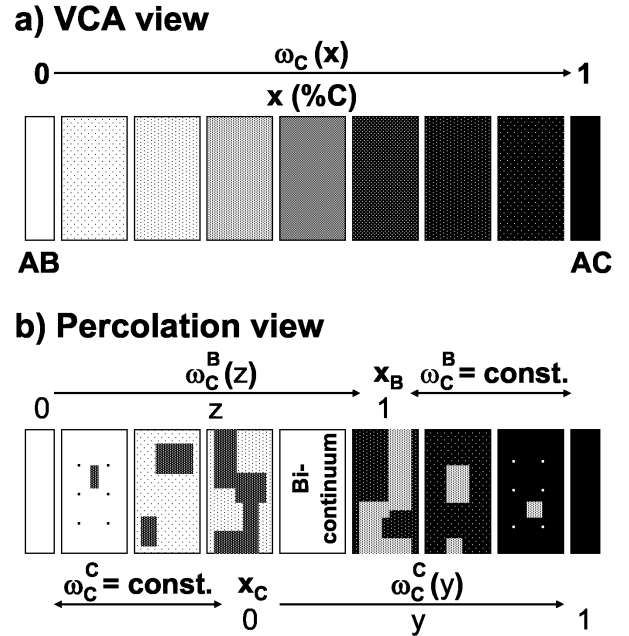 a) VCA view
ω_C (x)
0 1
x (%C)
AB AC
b) Percolation view
ω_C^B (z) x_B ω_C^B = const.
0 z 1
Bi-
continuum
ω_C^C = const. x_C ω_C^C (y)
0 y 1